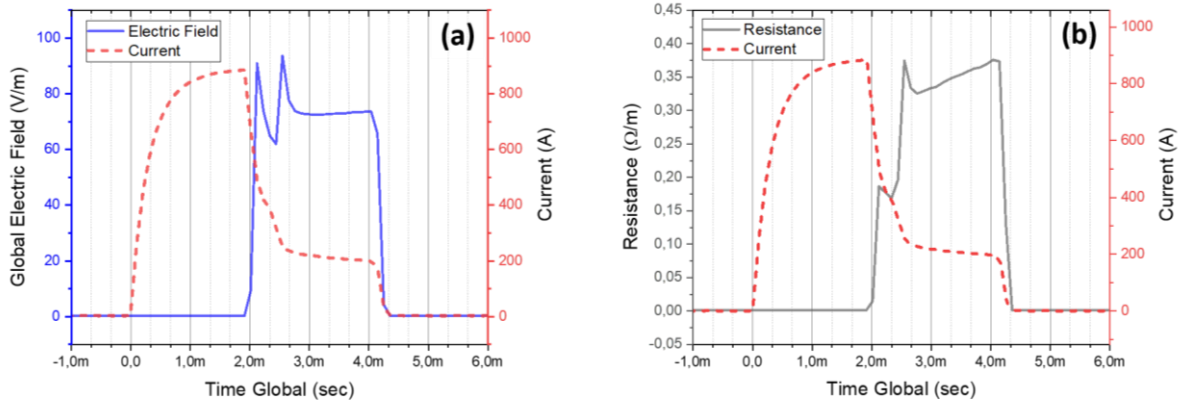 (a)
Electric Field
Current
Global Electric Field (V/m)
100
80
60
40
20
0
1000
800
600
400
200
0
Current (A)
-1,0m 0,0 1,0m 2,0m 3,0m 4,0m 5,0m 6,0m
Time Global (sec)
(b)
Resistance
Current
Resistance (Ω/m)
0,45
0,40
0,35
0,30
0,25
0,20
0,15
0,10
0,05
0,00
-0,05
1000
800
600
400
200
0
Current (A)
-1,0m 0,0 1,0m 2,0m 3,0m 4,0m 5,0m 6,0m
Time Global (sec)